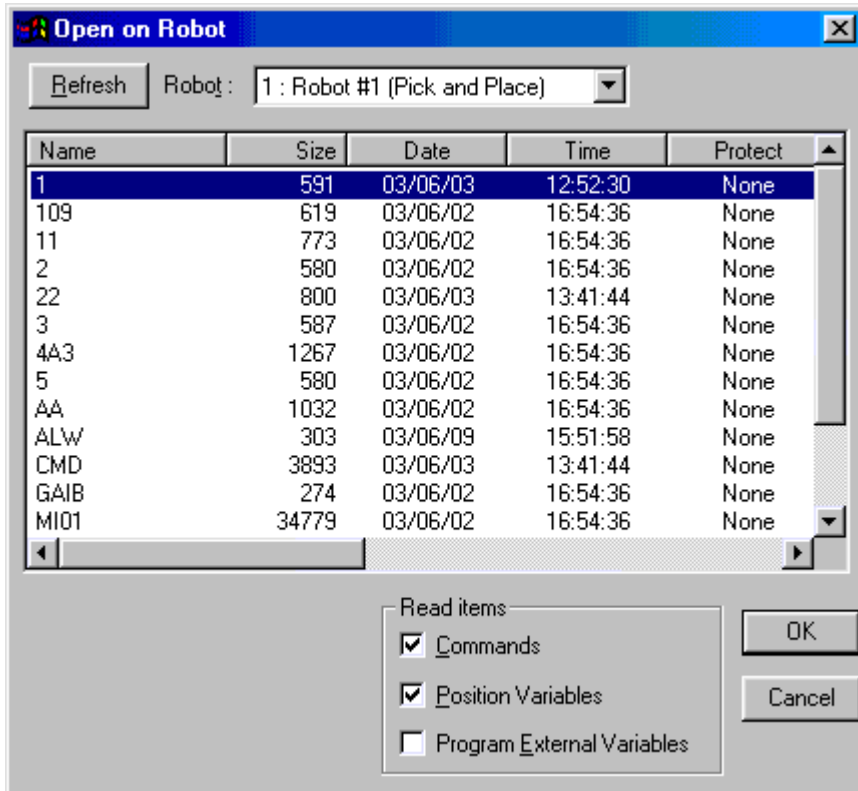 Open on Robot
Refresh Robot : 1 : Robot #1 (Pick and Place)
Name Size Date Time Protect
1 591 03/06/03 12:52:30 None
109 619 03/06/02 16:54:36 None
11 773 03/06/02 16:54:36 None
2 580 03/06/02 16:54:36 None
22 800 03/06/03 13:41:44 None
3 587 03/06/02 16:54:36 None
4A3 1267 03/06/02 16:54:36 None
5 580 03/06/02 16:54:36 None
AA 1032 03/06/02 16:54:36 None
ALW 303 03/06/09 15:51:58 None
CMD 3893 03/06/03 13:41:44 None
GAIB 274 03/06/02 16:54:36 None
MI01 34779 03/06/02 16:54:36 None
Read items
Commands
Position Variables
Program External Variables
OK
Cancel